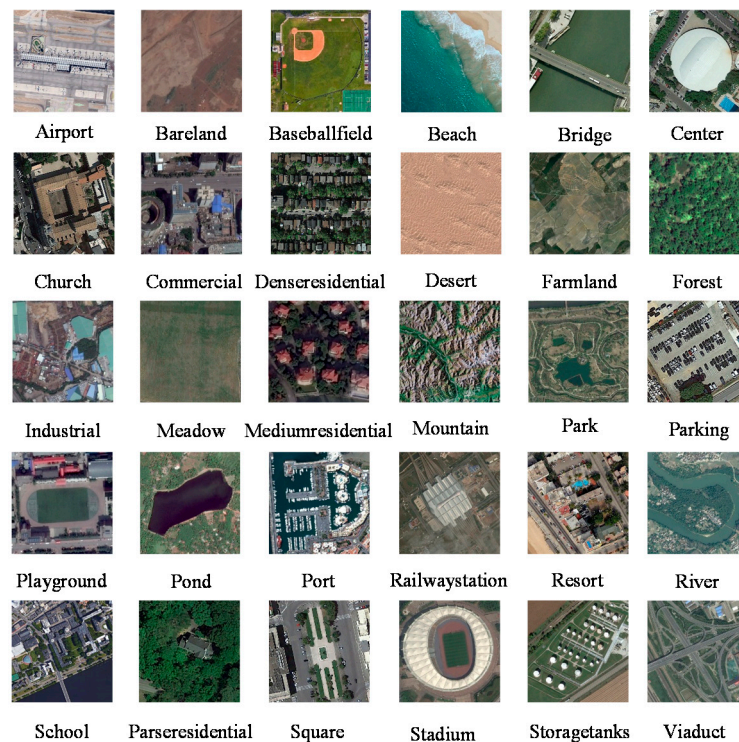 Airport Bareland Baseballfield Beach Bridge Center
Church Commercial Denseresidential Desert Farmland Forest
Industrial Meadow Mediumresidential Mountain Park Parking
Playground Pond Port Railwaystation Resort River
School Parseresidential Square Stadium Storagetanks Viaduct